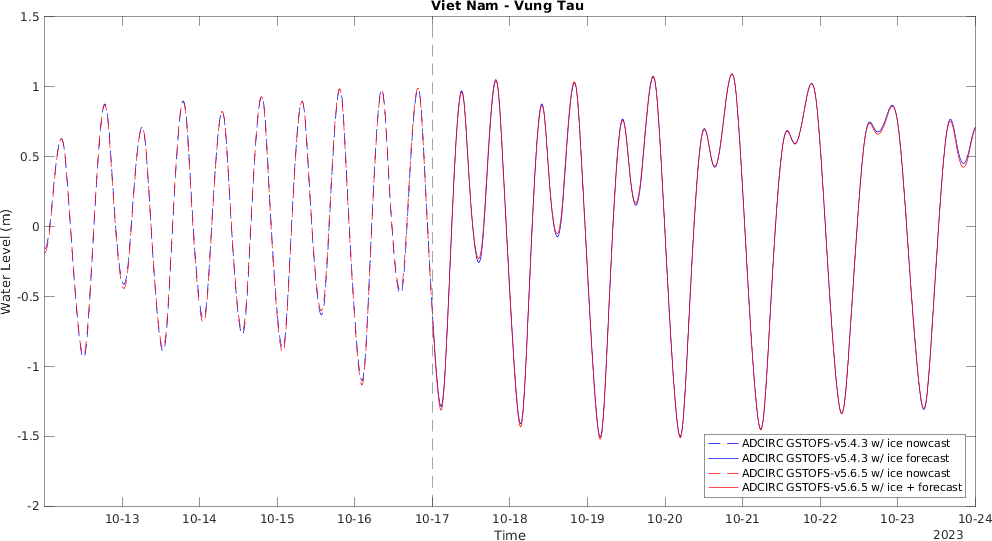 Viet Nam - Vung Tau
Water Level (m)
1.5
1
0.5
0
-0.5
-1
-1.5
-2
ADCIRC GSTOFS-v5.4.3 w/ ice nowcast
ADCIRC GSTOFS-v5.4.3 w/ ice forecast
ADCIRC GSTOFS-v5.6.5 w/ ice nowcast
ADCIRC GSTOFS-v5.6.5 w/ ice + forecast
10-13 10-14 10-15 10-16 10-17 10-18 10-19 10-20 10-21 10-22 10-23 10-24
Time
2023